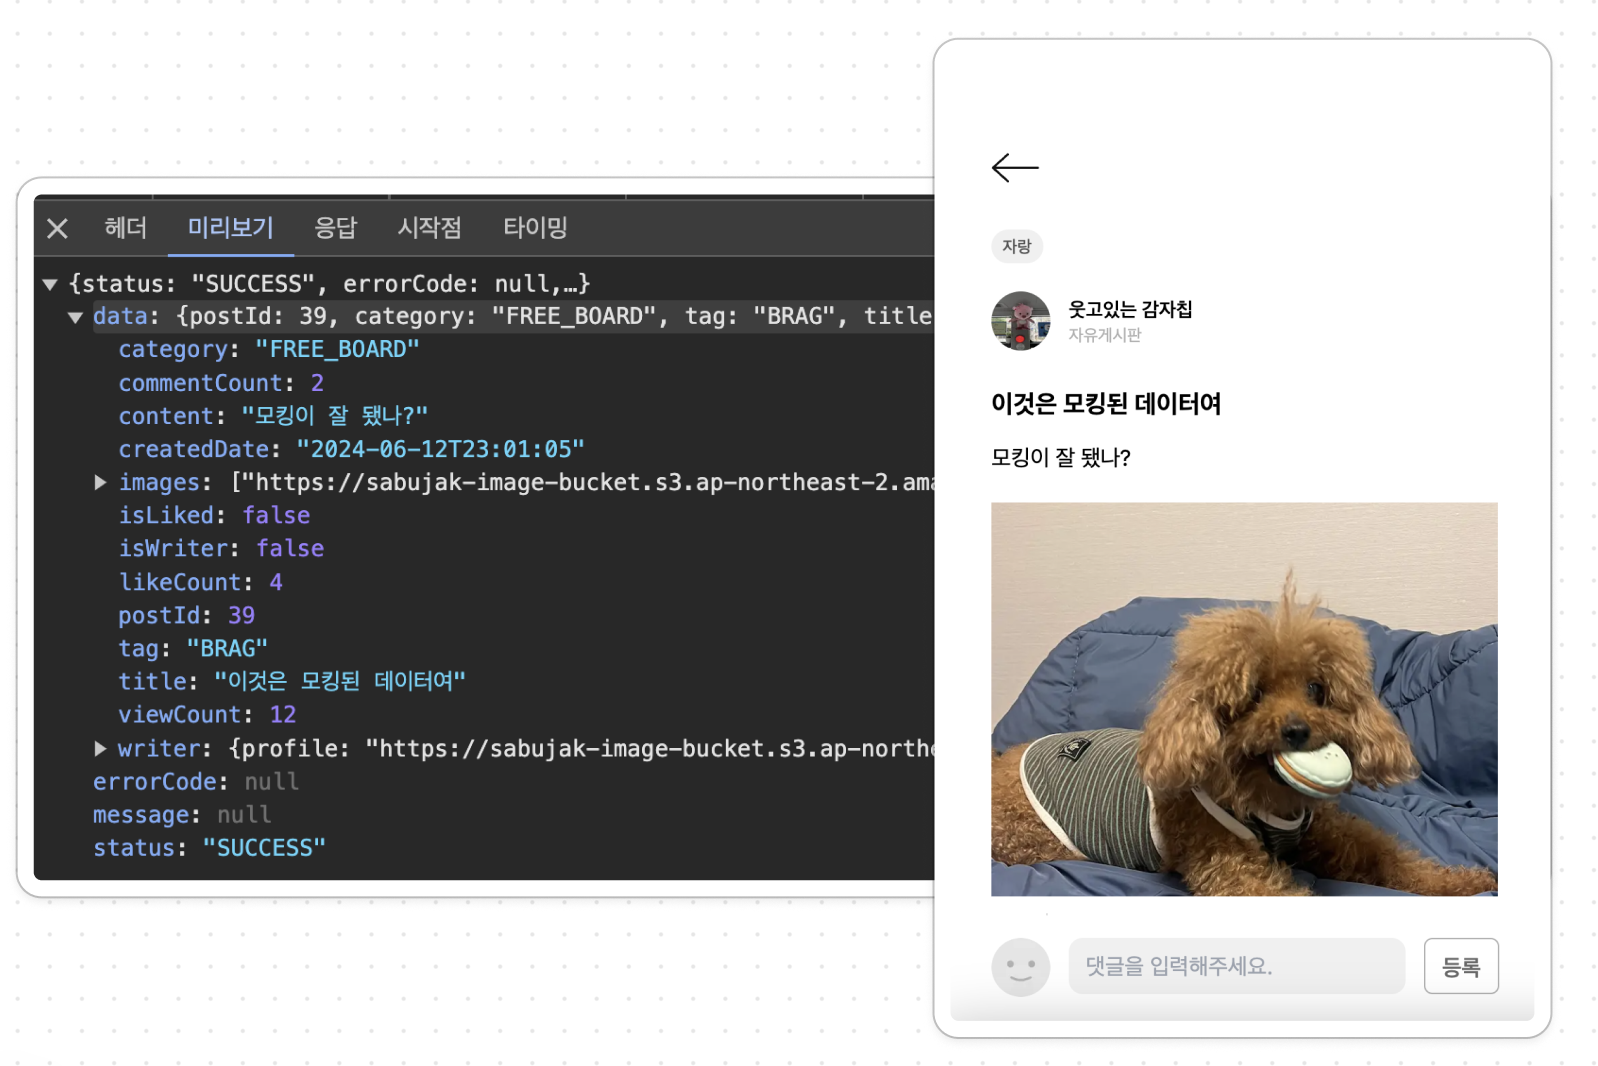 헤더 미리보기 응답 시작점 타이밍
{status: "SUCCESS", errorCode: null,…}
data: {postId: 39, category: "FREE_BOARD", tag: "BRAG", title
category: "FREE_BOARD"
commentCount: 2
content: "모킹이 잘 됐나?"
createdDate: "2024-06-12T23:01:05"
images: ["https://sabujak-image-bucket.s3.ap-northeast-2.ama
isLiked: false
isWriter: false
likeCount: 4
postId: 39
tag: "BRAG"
title: "이것은 모킹된 데이터여"
viewCount: 12
writer: {profile: "https://sabujak-image-bucket.s3.ap-northe
errorCode: null
message: null
status: "SUCCESS"
자랑
웃고있는 감자칩
자유게시판
이것은 모킹된 데이터여
모킹이 잘 됐나?
댓글을 입력해주세요.
등록